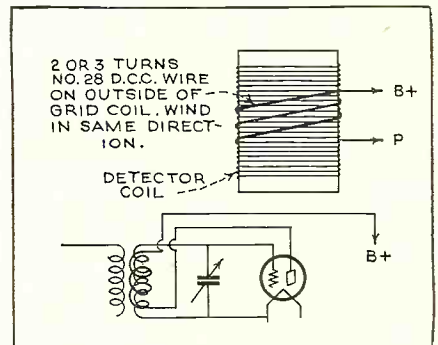 2 OR 3 TURNS
NO. 28 D.C.C. WIRE
ON OUTSIDE OF
GRID COIL. WIND
IN SAME DIRECT-
ION.
B+
P
DETECTOR
COIL
B+